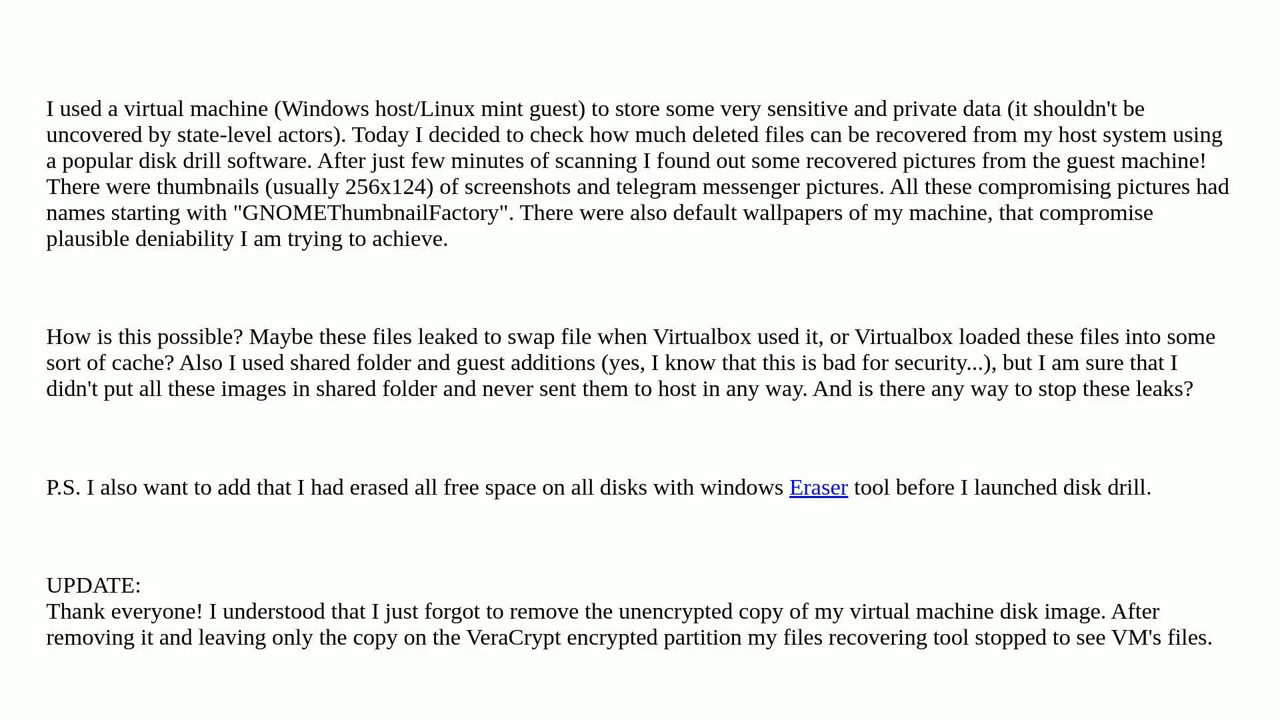 I used a virtual machine (Windows host/Linux mint guest) to store some very sensitive and private data (it shouldn't be
uncovered by state-level actors). Today I decided to check how much deleted files can be recovered from my host system using
a popular disk drill software. After just few minutes of scanning I found out some recovered pictures from the guest machine!
There were thumbnails (usually 256x124) of screenshots and telegram messenger pictures. All these compromising pictures had
names starting with "GNOMEThumbnailFactory". There were also default wallpapers of my machine, that compromise
plausible deniability I am trying to achieve.
How is this possible? Maybe these files leaked to swap file when Virtualbox used it, or Virtualbox loaded these files into some
sort of cache? Also I used shared folder and guest additions (yes, I know that this is bad for security...), but I am sure that I
didn't put all these images in shared folder and never sent them to host in any way. And is there any way to stop these leaks?
P.S. I also want to add that I had erased all free space on all disks with windows Eraser tool before I launched disk drill.
UPDATE:
Thank everyone! I understood that I just forgot to remove the unencrypted copy of my virtual machine disk image. After
removing it and leaving only the copy on the VeraCrypt encrypted partition my files recovering tool stopped to see VM's files.